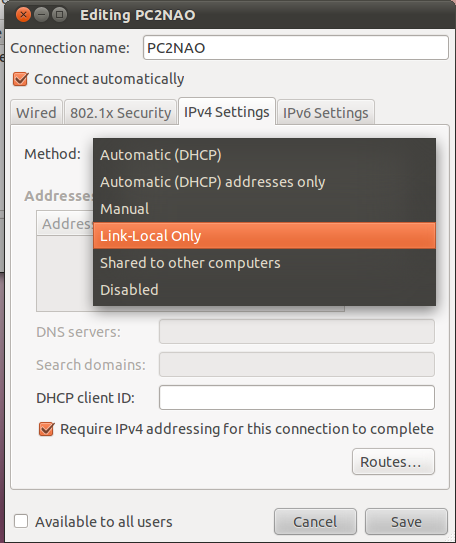 Editing PC2NAO
Connection name: PC2NAO
Connect automatically
Wired 802.1x Security IPv4 Settings IPv6 Settings
Method:
Automatic (DHCP)
Automatic (DHCP) addresses only
Manual
Link-Local Only
Shared to other computers
Disabled
Addresses
Address
DNS servers:
Search domains:
DHCP client ID:
Require IPv4 addressing for this connection to complete
Routes...
Available to all users Cancel Save